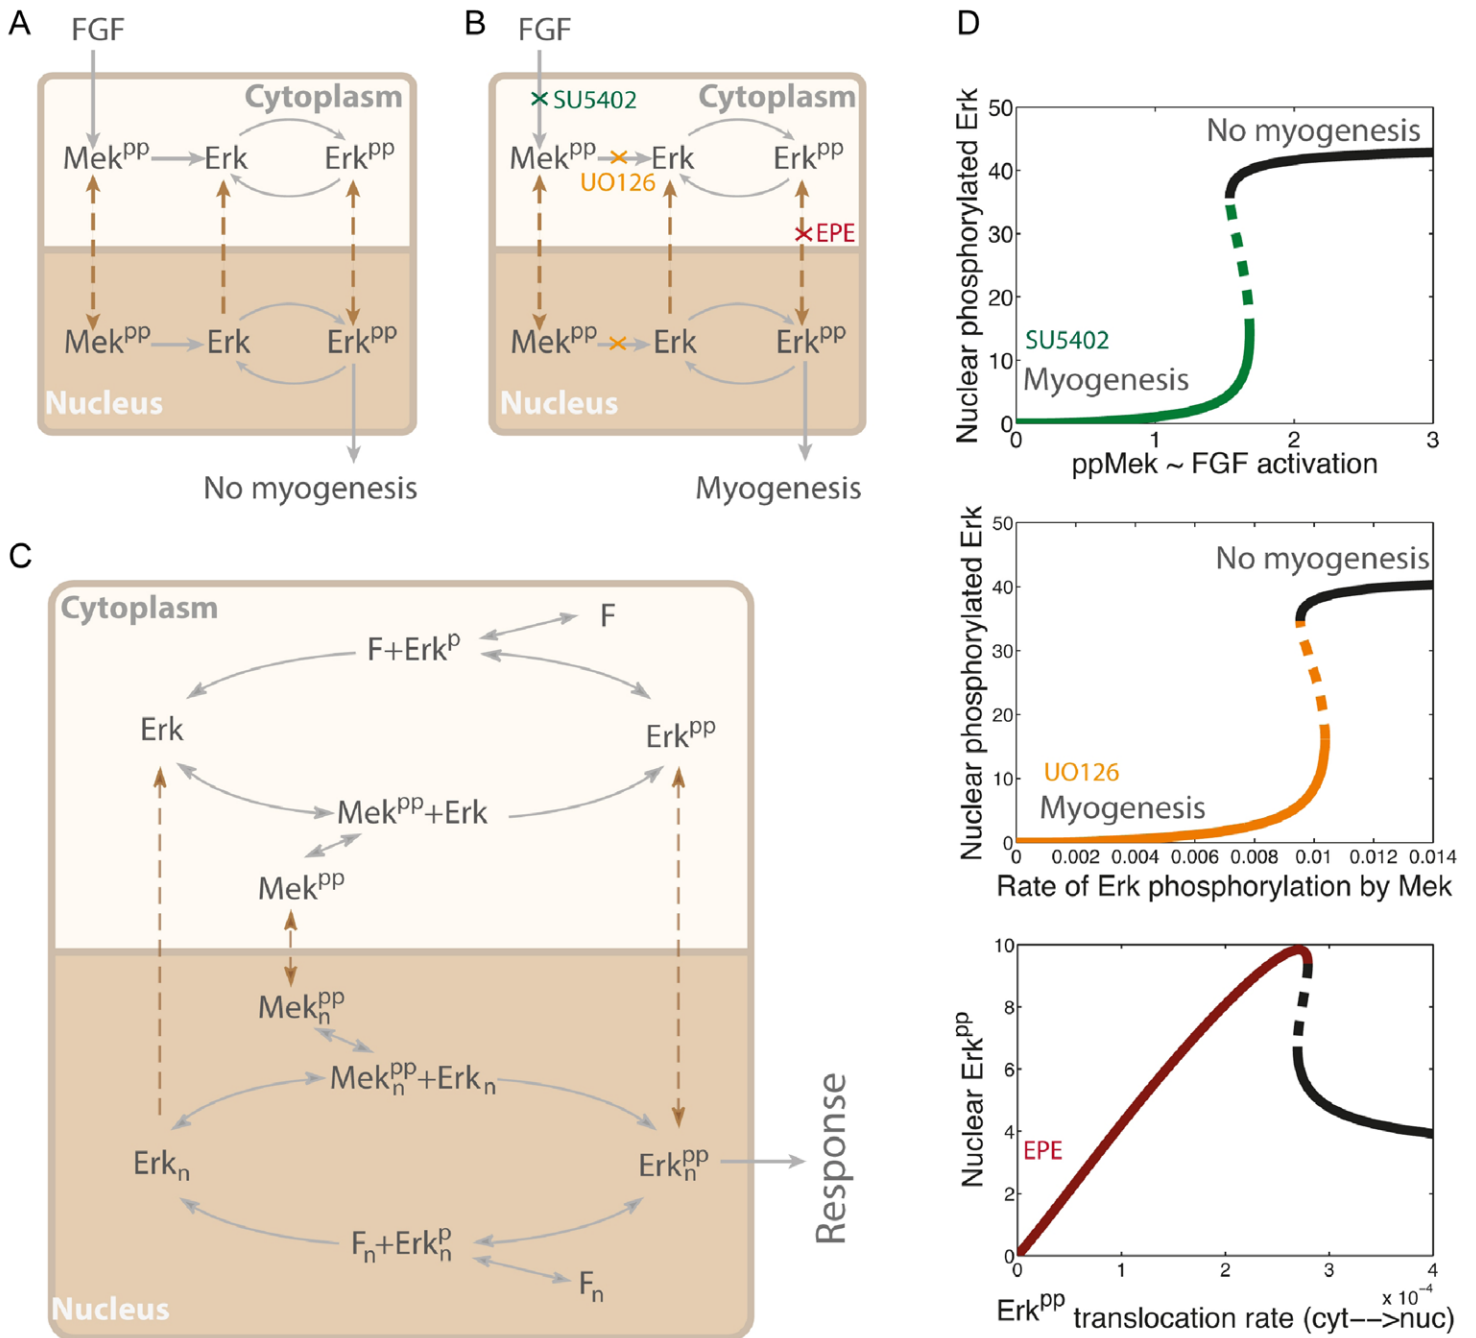 A
FGF
Cytoplasm
Mekpp
Erk
Erkpp
Mekpp
Erk
Erkpp
Nucleus
No myogenesis
B
FGF
SU5402
Cytoplasm
Mekpp
Erk
Erkpp
UO126
EPE
Mekpp
Erk
Erkpp
Nucleus
Myogenesis
C
Cytoplasm
F
F+Erkp
Erk
Erkpp
Mekpp+Erk
Mekpp
Meknpp
Meknpp+Erkn
Erkn
Erknpp
Response
Fn+Erknp
Fn
Nucleus
D
Nuclear phosphorylated Erk
50
40
30
20
10
0
No myogenesis
SU5402
Myogenesis
0 1 2 3
ppMek ~ FGF activation
Nuclear phosphorylated Erk
50
40
30
20
10
0
No myogenesis
UO126
Myogenesis
0 0.002 0.004 0.006 0.008 0.01 0.012 0.014
Rate of Erk phosphorylation by Mek
Nuclear Erkpp
10
8
6
4
2
0
EPE
0 1 2 3 4
x 10-4
Erkpp translocation rate (cyt-->nuc)